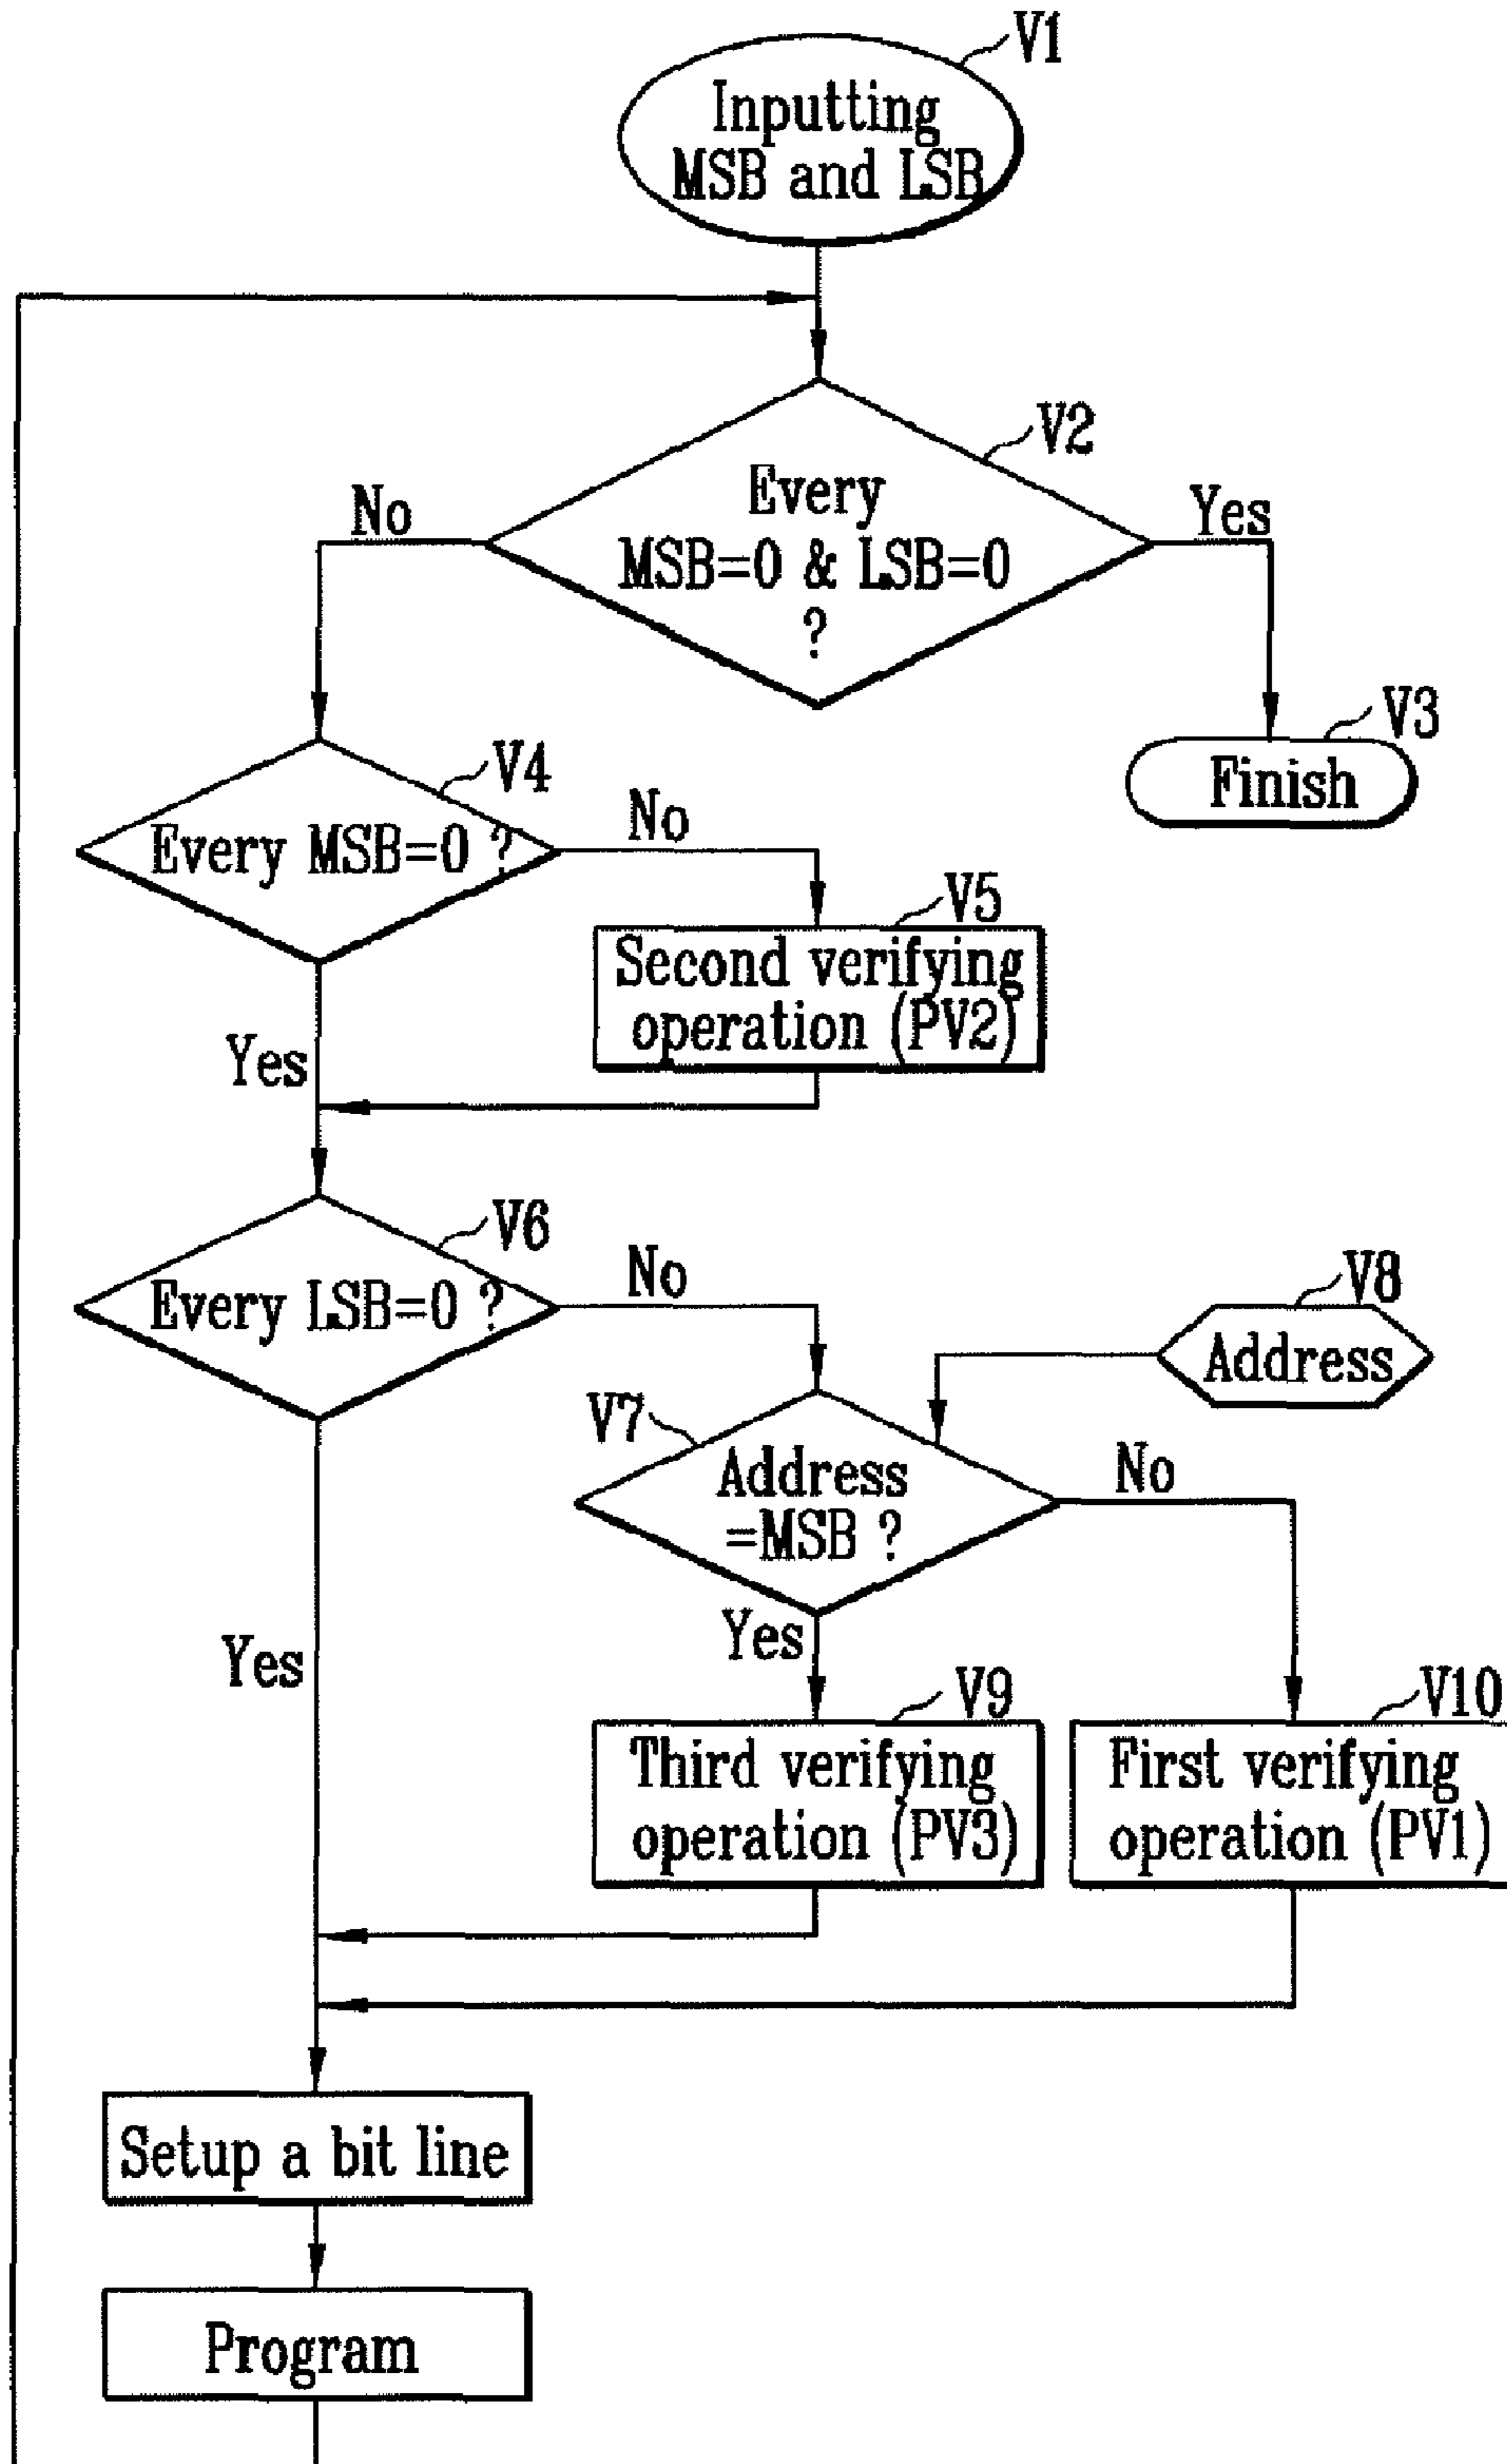 V1
Inputting
MSB and LSB
V2
Every
MSB=0 & LSB=0
?
No
Yes
V3
Finish
V4
Every MSB=0 ?
No
V5
Second verifying
operation (PV2)
Yes
V6
Every LSB=0 ?
No
V8
Address
V7
Address
=MSB ?
No
Yes
Yes
V9
Third verifying
operation (PV3)
V10
First verifying
operation (PV1)
Setup a bit line
Program